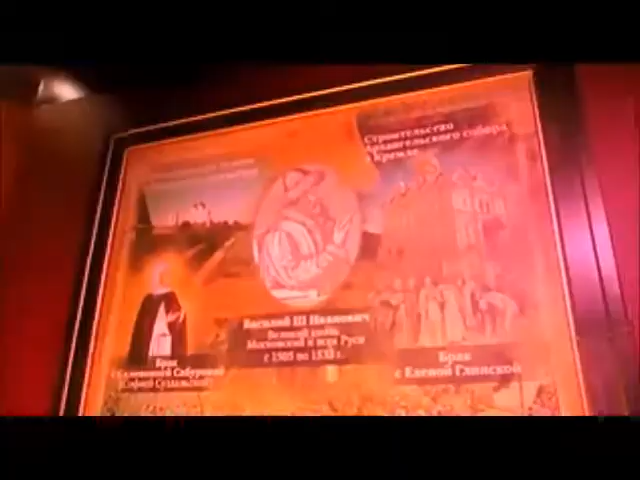 Строительство
Архангельского собора
в Кремле
Василий III Иванович
Великий князь
Московский и всея Руси
с 1505 по 1533 г.
Брак
Сабуровой
(Софией Суздальской)
Брак
с Еленой Глинской